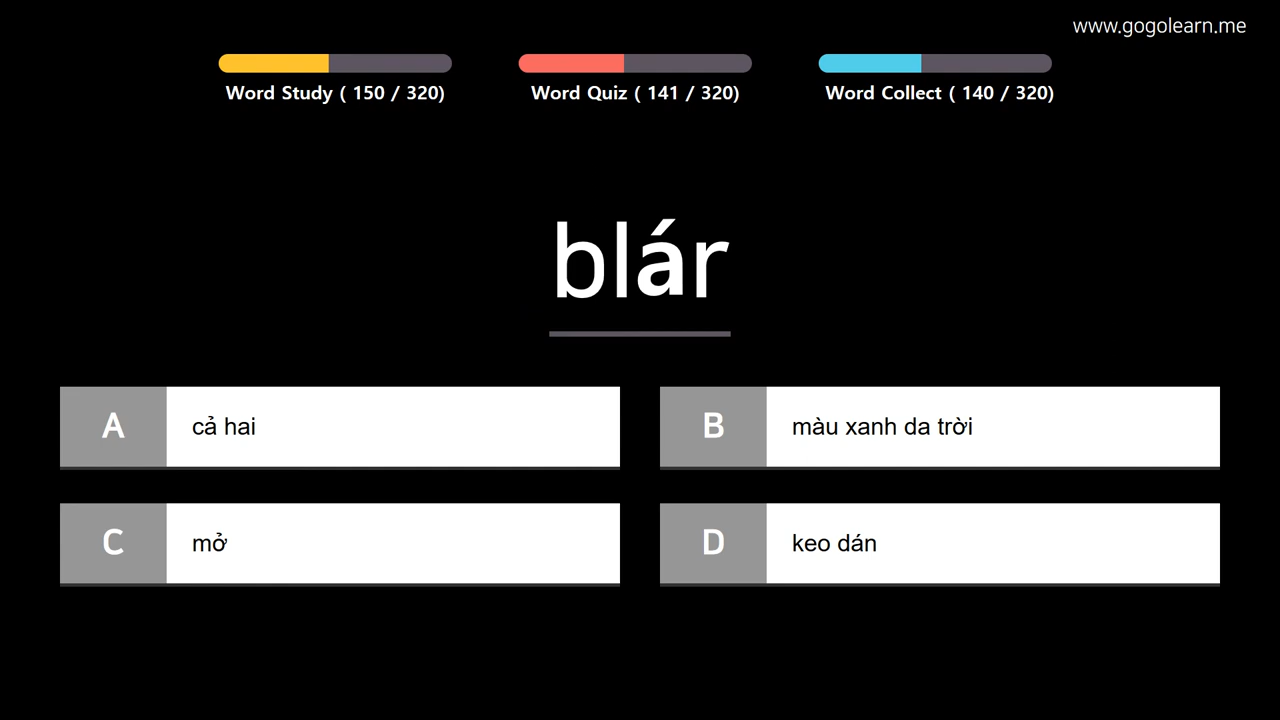 www.gogolearn.me
Word Study ( 150 / 320)
Word Quiz ( 141 / 320)
Word Collect ( 140 / 320)
blár
A cả hai
B màu xanh da trời
C mở
D keo dán